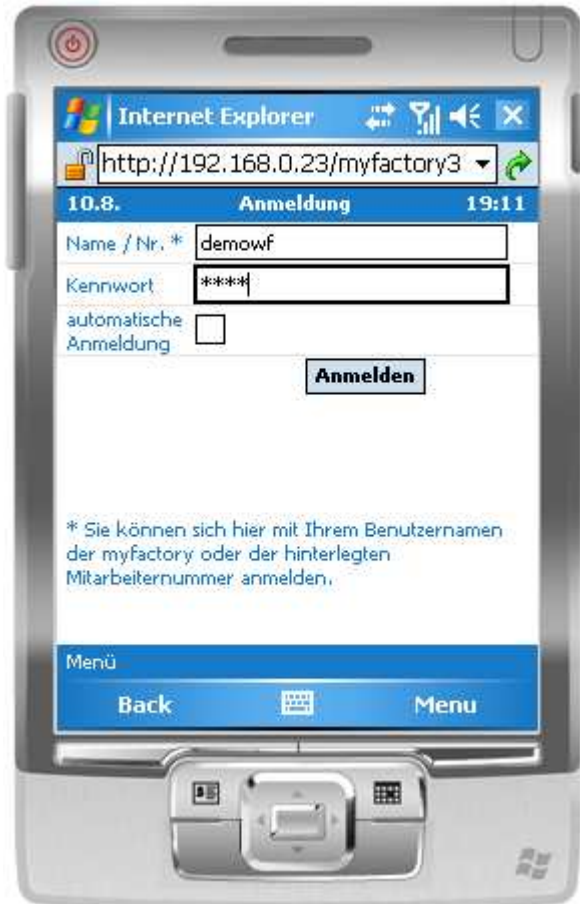 Internet Explorer
http://192.168.0.23/myfactory3
10.8. Anmeldung 19:11
Name / Nr. * demowf
Kennwort ****
automatische
Anmeldung
Anmelden
* Sie können sich hier mit Ihrem Benutzernamen
der myfactory oder der hinterlegten
Mitarbeiternummer anmelden.
Menü
Back Menu